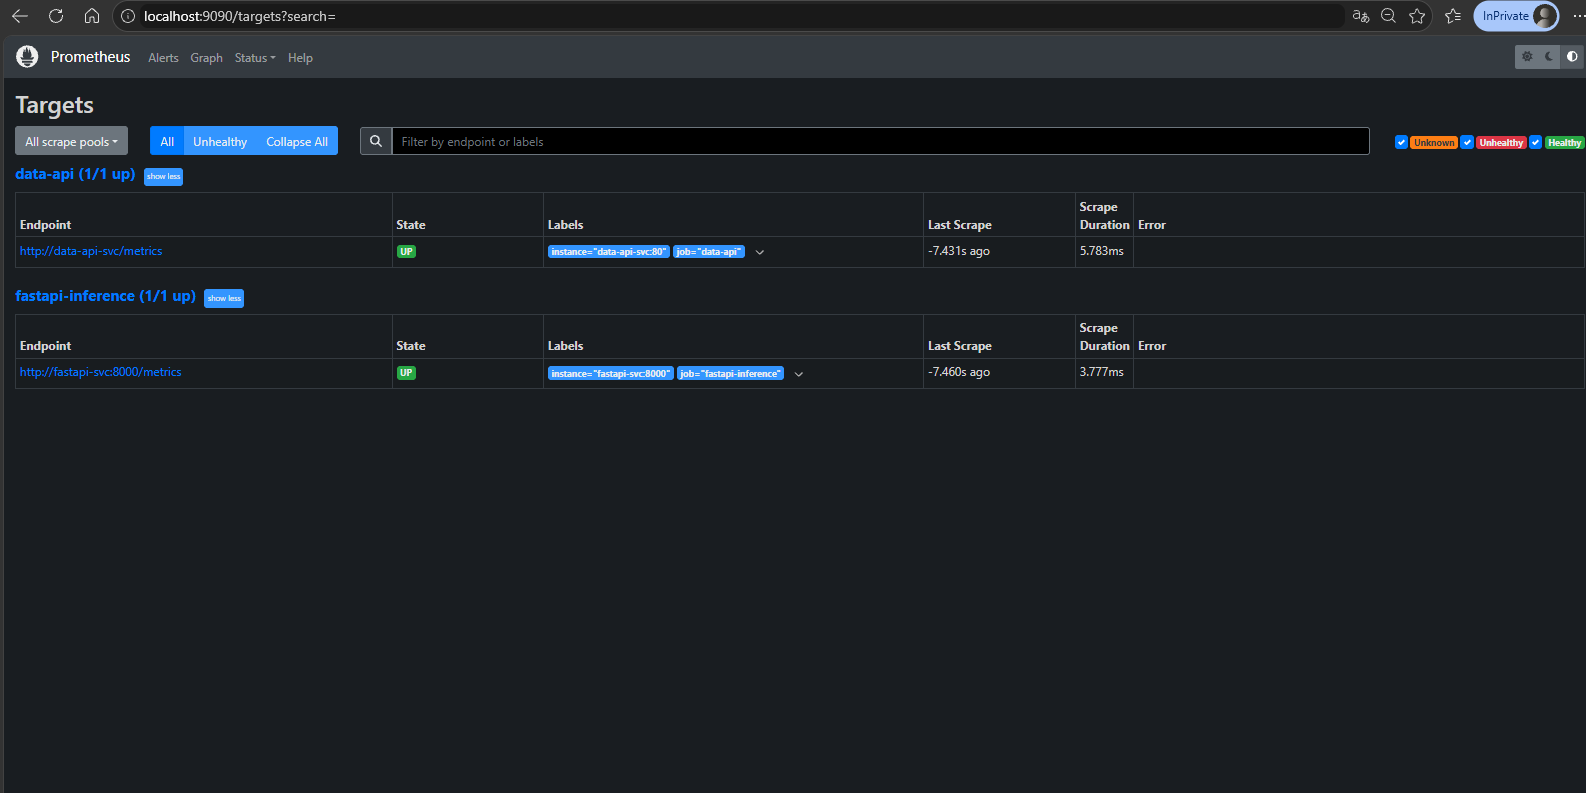 localhost:9090/targets?search=
InPrivate
Prometheus Alerts Graph Status Help
Targets
All scrape pools All Unhealthy Collapse All Filter by endpoint or labels Unknown Unhealthy Healthy
data-api (1/1 up) show less
Endpoint State Labels Last Scrape Scrape Duration Error
http://data-api-svc/metrics UP instance="data-api-svc:80" job="data-api" -7.431s ago 5.783ms
fastapi-inference (1/1 up) show less
Endpoint State Labels Last Scrape Scrape Duration Error
http://fastapi-svc:8000/metrics UP instance="fastapi-svc:8000" job="fastapi-inference" -7.460s ago 3.777ms